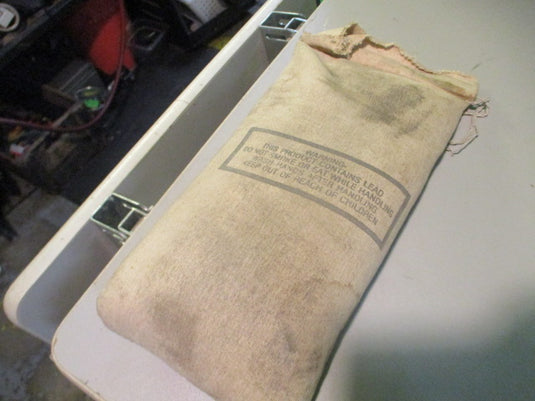 WARNING-
THIS PRODUCT CONTAINS LEAD
DO NOT SMOKE OR EAT WHILE HANDLING
WASH HANDS AFTER HANDLING
KEEP OUT OF REACH OF CHILDREN